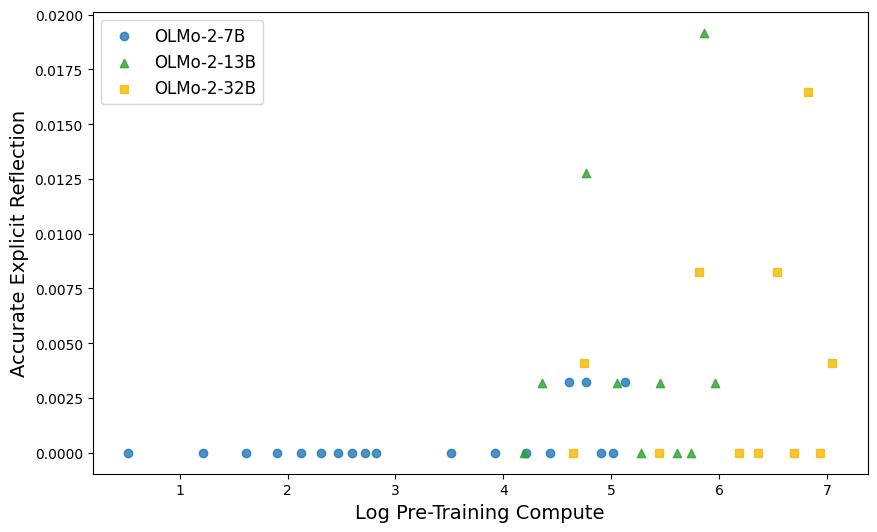 0.0200
0.0175
0.0150
0.0125
0.0100
0.0075
0.0050
0.0025
0.0000
Accurate Explicit Reflection
OLMo-2-7B
OLMo-2-13B
OLMo-2-32B
1 2 3 4 5 6 7
Log Pre-Training Compute